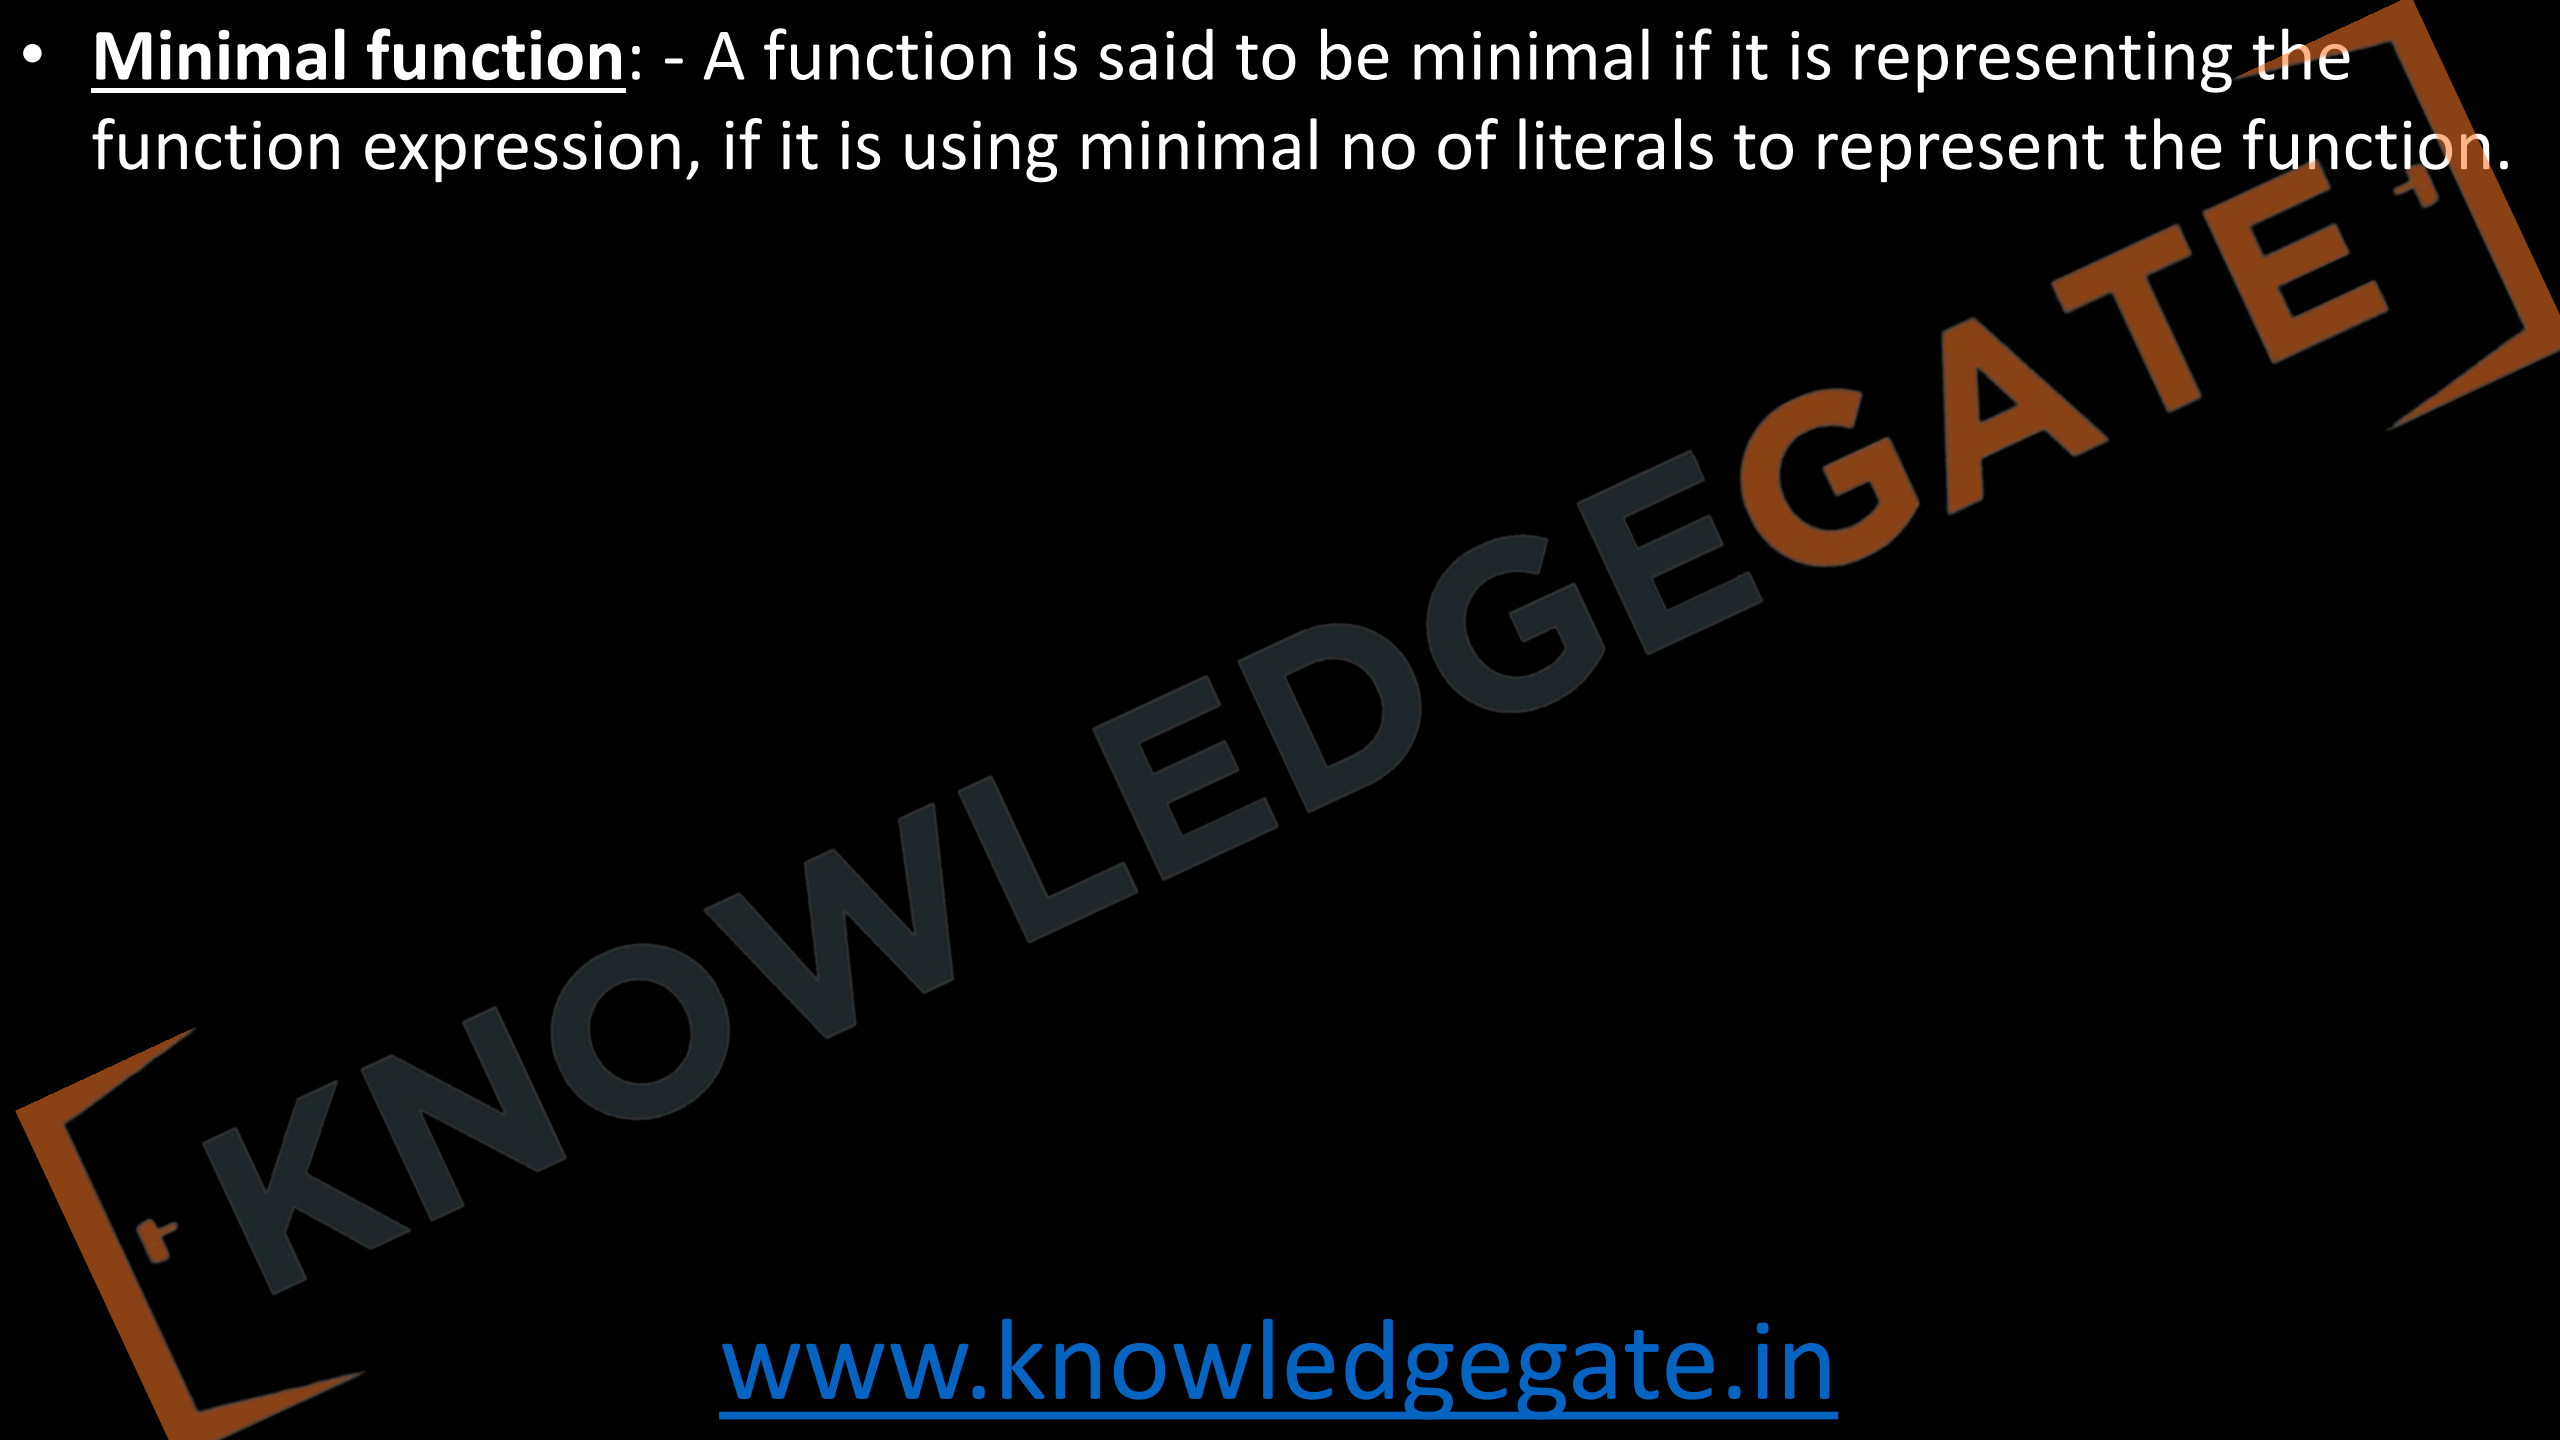 • Minimal function: - A function is said to be minimal if it is representing the
function expression, if it is using minimal no of literals to represent the function.
KNOWLEDGEGATE
www.knowledgegate.in